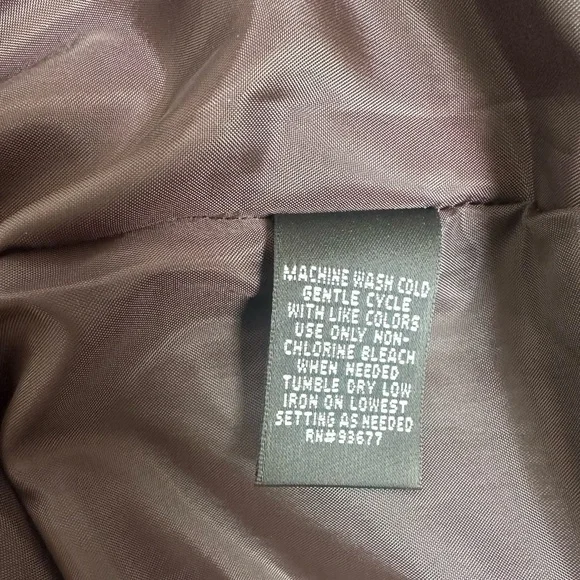 MACHINE WASH COLD
GENTLE CYCLE
WITH LIKE COLORS
USE ONLY NON-
CHLORINE BLEACH
WHEN NEEDED
TUMBLE DRY LOW
IRON ON LOWEST
SETTING AS NEEDED
RN#93677